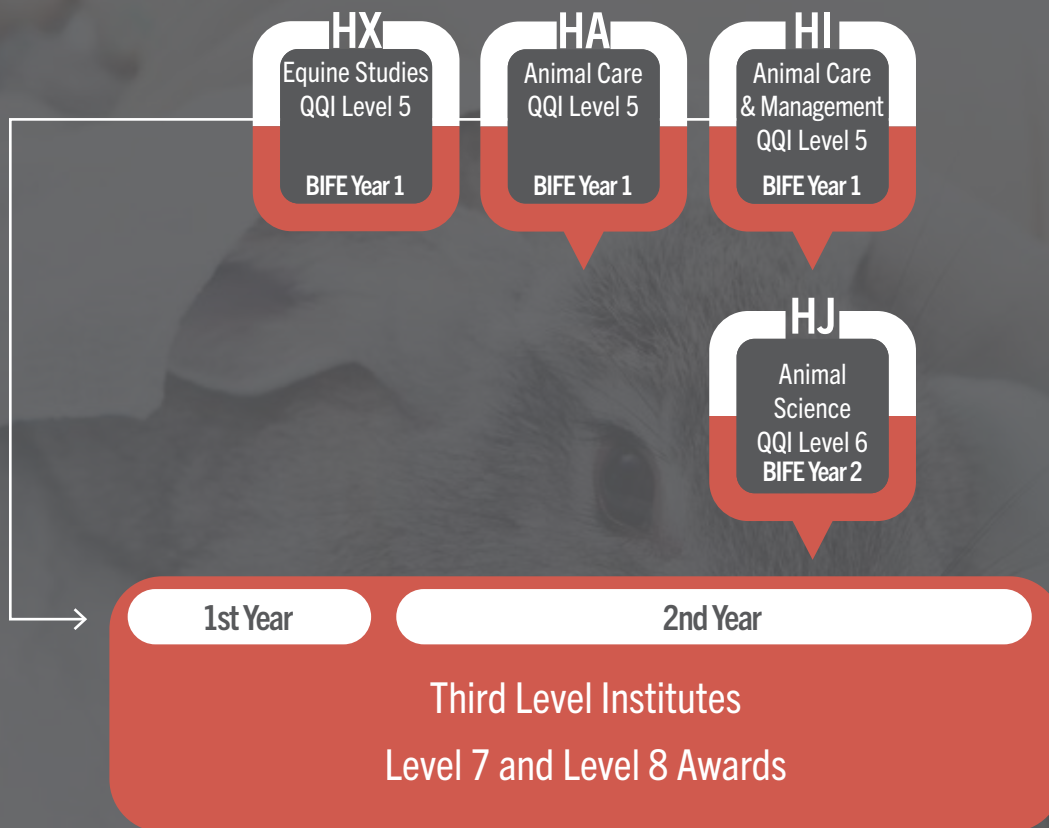 HX
Equine Studies
QQI Level 5
BIFE Year 1
HA
Animal Care
QQI Level 5
BIFE Year 1
HI
Animal Care
& Management
QQI Level 5
BIFE Year 1
HJ
Animal
Science
QQI Level 6
BIFE Year 2
1st Year
2nd Year
Third Level Institutes
Level 7 and Level 8 Awards